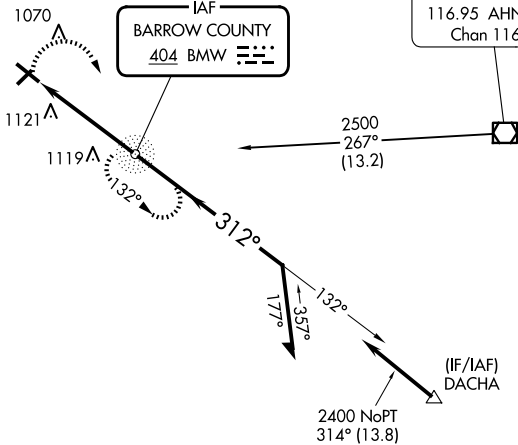 IAF
BARROW COUNTY
404 BMW
1070
1121
1119
132°
312°
116.95 AHN
Chan 116
2500
267°
(13.2)
132°
177°
357°
(IF/IAF)
DACHA
2400 NoPT
314° (13.8)